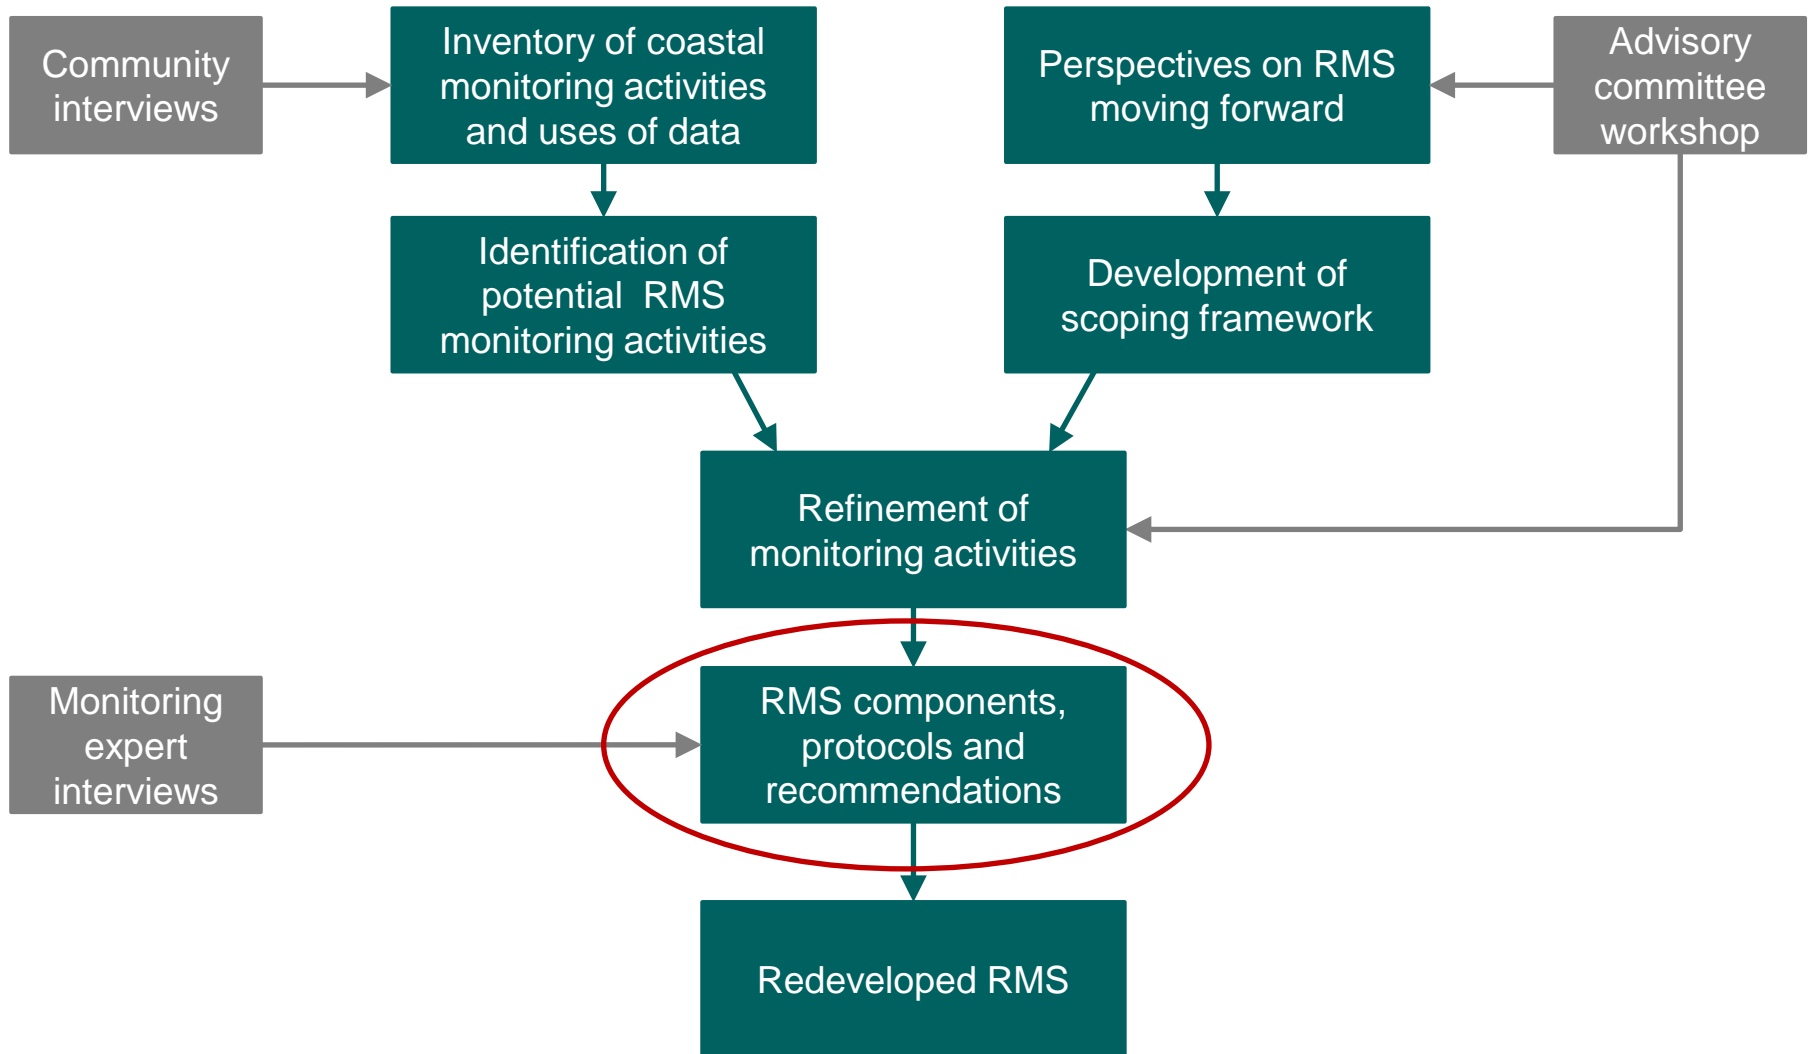 Community
interviews
Inventory of coastal
monitoring activities
and uses of data
Perspectives on RMS
moving forward
Advisory
committee
workshop
Identification of
potential  RMS
monitoring activities
Development of
scoping framework
Refinement of
monitoring activities
Monitoring
expert
interviews
RMS components,
protocols and
recommendations
Redeveloped RMS